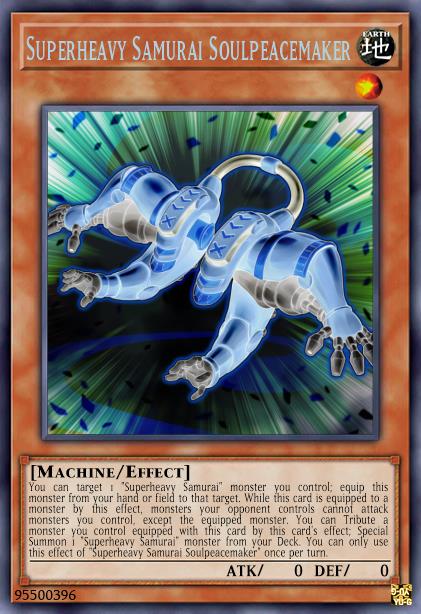 SUPERHEAVY SAMURAI SOULPEACEMAKER
EARTH
地
[MACHINE/EFFECT]
You can target 1 "Superheavy Samurai" monster you control; equip this
monster from your hand or field to that target. While this card is equipped to
a monster by this effect, monsters your opponent controls cannot attack
monsters you control, except the equipped monster. You can Tribute a
monster you control equipped with this card by this card's effect; Special
Summon 1 "Superheavy Samurai" monster from your Deck. You can only use
this effect of "Superheavy Samurai Soulpeacemaker" once per turn.
ATK/ 0 DEF/ 0
95500396